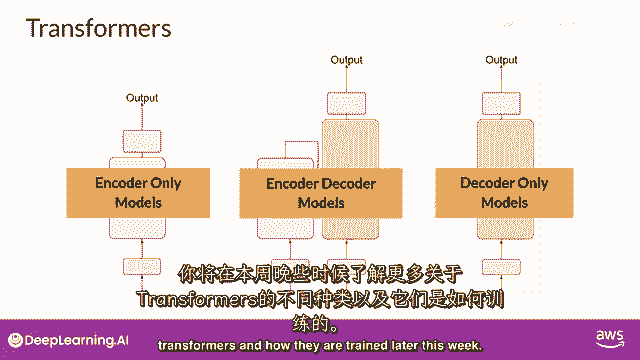 Transformers
Output
Output
Output
Encoder Only
Models
Encoder Decoder
Models
Decoder Only
Models
你将在本周晚些时候了解更多关于
Transformers的不同种类以及它们是如何训
练的。
transformers and how they are trained later this week.
DeepLearning.AI
aws